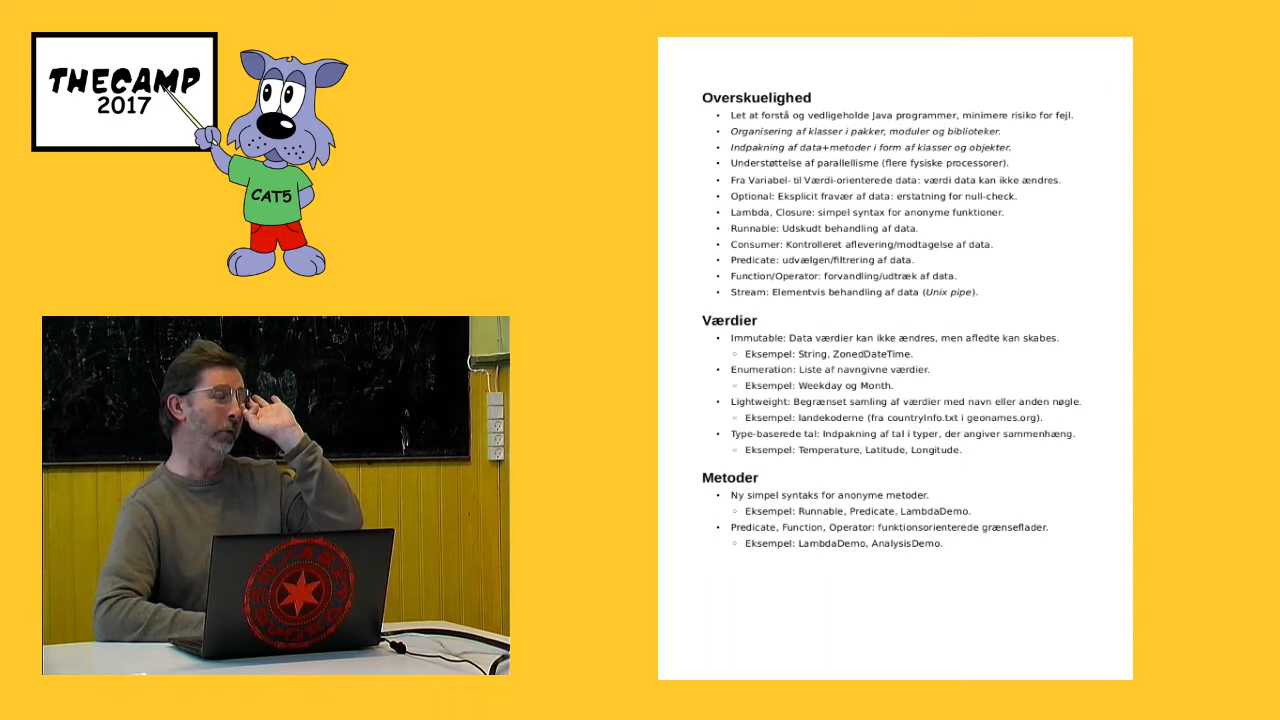 THECAMP
2017
CAT5
Overskuelighed
• Let at forstå og vedligeholde Java programmer, minimere risiko for fejl.
• Organisering af klasser i pakker, moduler og biblioteker.
• Indpakning af data+metoder i form af klasser og objekter.
• Understøttelse af parallellisme (flere fysiske processorer).
• Fra Variabel- til Værdi-orienterede data: værdi data kan ikke ændres.
• Optional: Eksplicit fravær af data: erstatning for null-check.
• Lambda, Closure: simpel syntax for anonyme funktioner.
• Runnable: Udskudt behandling af data.
• Consumer: Kontrolleret aflevering/modtagelse af data.
• Predicate: udvælgen/filtrering af data.
• Function/Operator: forvandling/udtræk af data.
• Stream: Elementvis behandling af data (Unix pipe).
Værdier
• Immutable: Data værdier kan ikke ændres, men afledte kan skabes.
◦ Eksempel: String, ZonedDateTime.
• Enumeration: Liste af navngivne værdier.
◦ Eksempel: Weekday og Month.
• Lightweight: Begrænset samling af værdier med navn eller anden nøgle.
◦ Eksempel: landekoderne (fra countryInfo.txt i geonames.org).
• Type-baserede tal: Indpakning af tal i typer, der angiver sammenhæng.
◦ Eksempel: Temperature, Latitude, Longitude.
Metoder
• Ny simpel syntaks for anonyme metoder.
◦ Eksempel: Runnable, Predicate, LambdaDemo.
• Predicate, Function, Operator: funktionsorienterede grænseflader.
◦ Eksempel: LambdaDemo, AnalysisDemo.